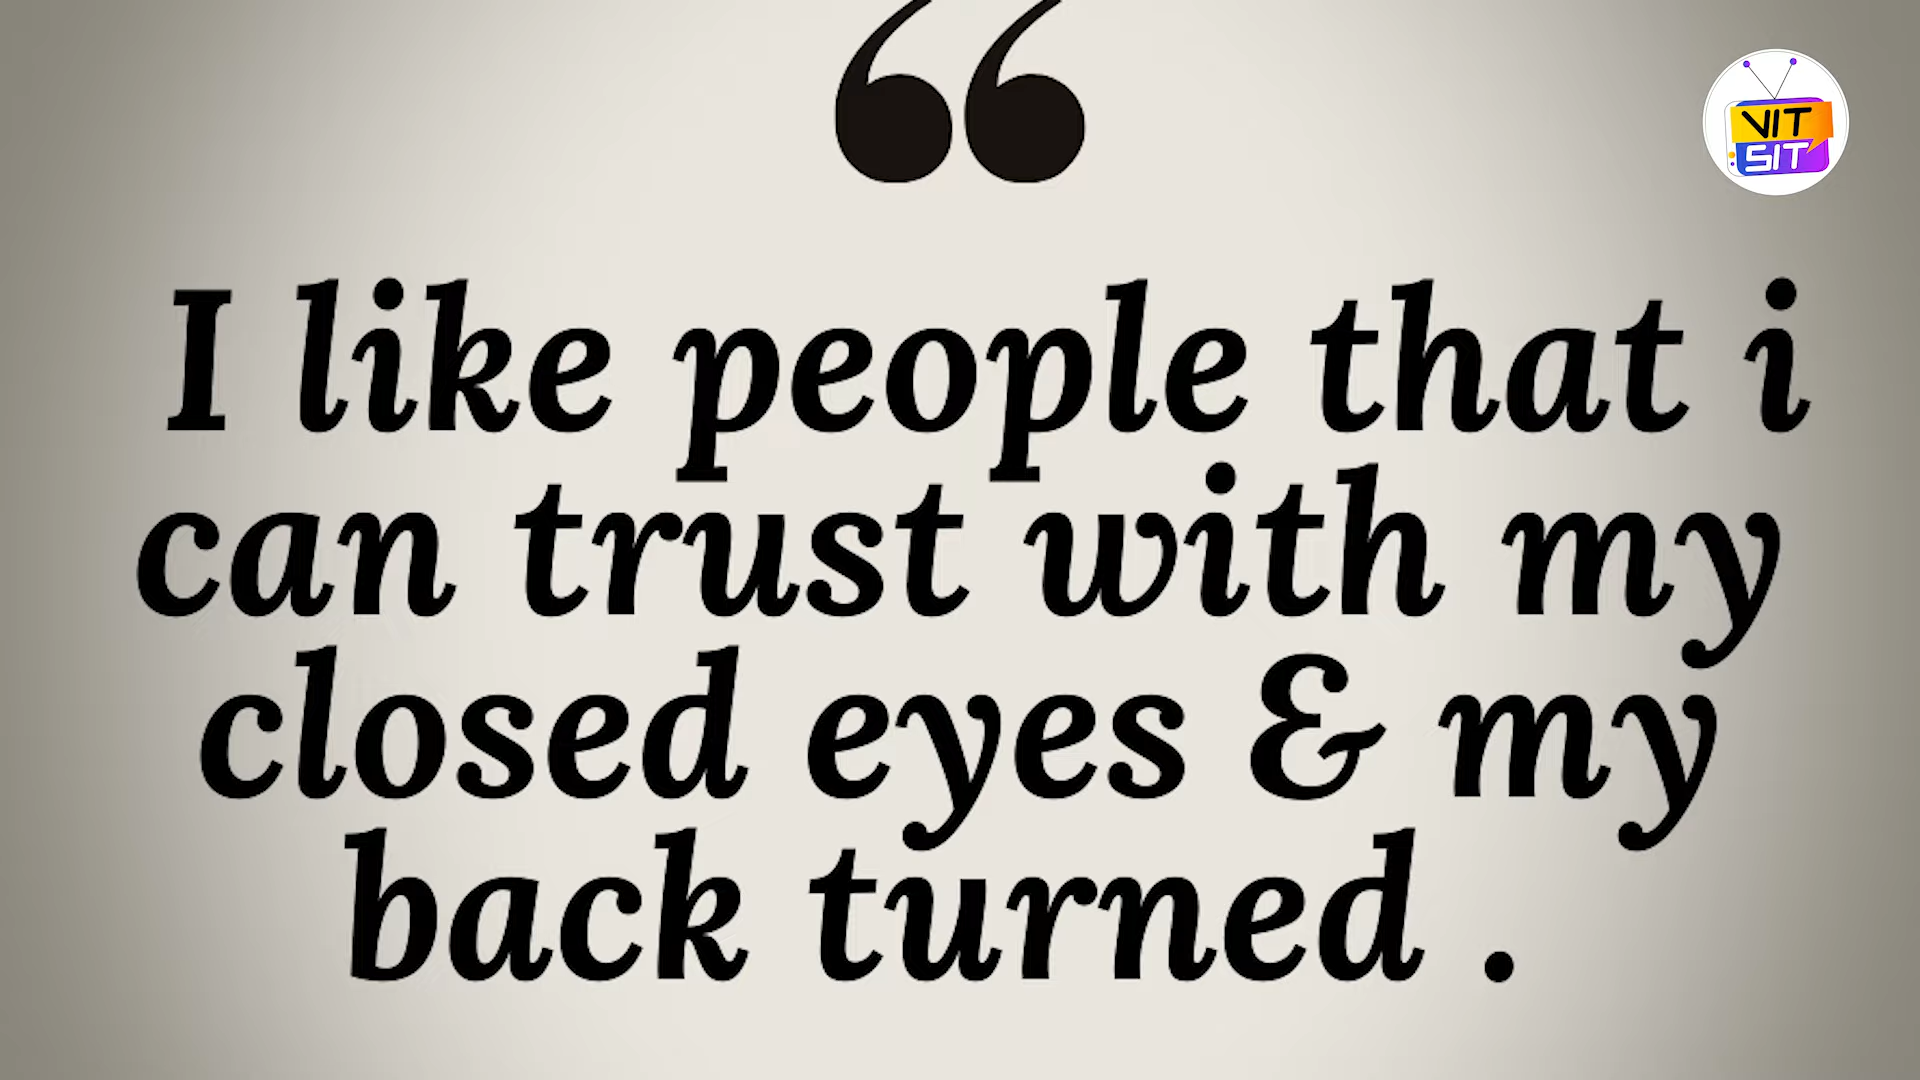 “
VIT
SIT
I like people that i
can trust with my
closed eyes & my
back turned .